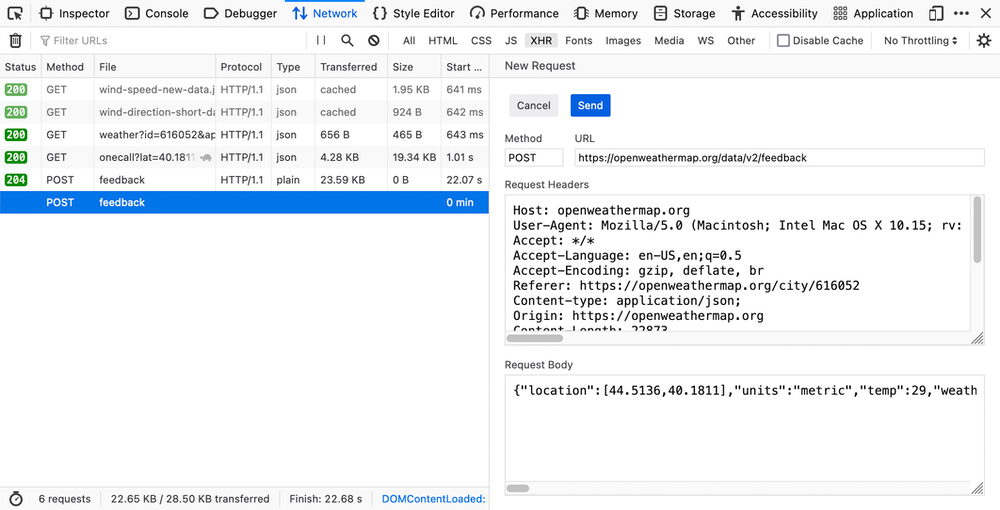 Inspector Console Debugger Network Style Editor Performance Memory Storage Accessibility Application
Filter URLs All HTML CSS JS XHR Fonts Images Media WS Other Disable Cache No Throttling
Status Method File Protocol Type Transferred Size Start ...
200 GET wind-speed-new-data.j HTTP/1.1 json cached 1.95 KB 641 ms
200 GET wind-direction-short-da HTTP/1.1 json cached 924 B 642 ms
200 GET weather?id=616052&ap HTTP/1.1 json 656 B 465 B 643 ms
200 GET onecall?lat=40.1811 HTTP/1.1 json 4.28 KB 19.34 KB 1.01 s
204 POST feedback HTTP/1.1 plain 23.59 KB 0 B 22.07 s
POST feedback 0 min
6 requests 22.65 KB / 28.50 KB transferred Finish: 22.68 s DOMContentLoaded:
New Request
Cancel Send
Method URL
POST https://openweathermap.org/data/v2/feedback
Request Headers
Host: openweathermap.org
User-Agent: Mozilla/5.0 (Macintosh; Intel Mac OS X 10.15; rv:
Accept: */*
Accept-Language: en-US,en;q=0.5
Accept-Encoding: gzip, deflate, br
Referer: https://openweathermap.org/city/616052
Content-type: application/json;
Origin: https://openweathermap.org
Content-Length: 22873
Request Body
{"location":[44.5136,40.1811],"units":"metric","temp":29,"weath